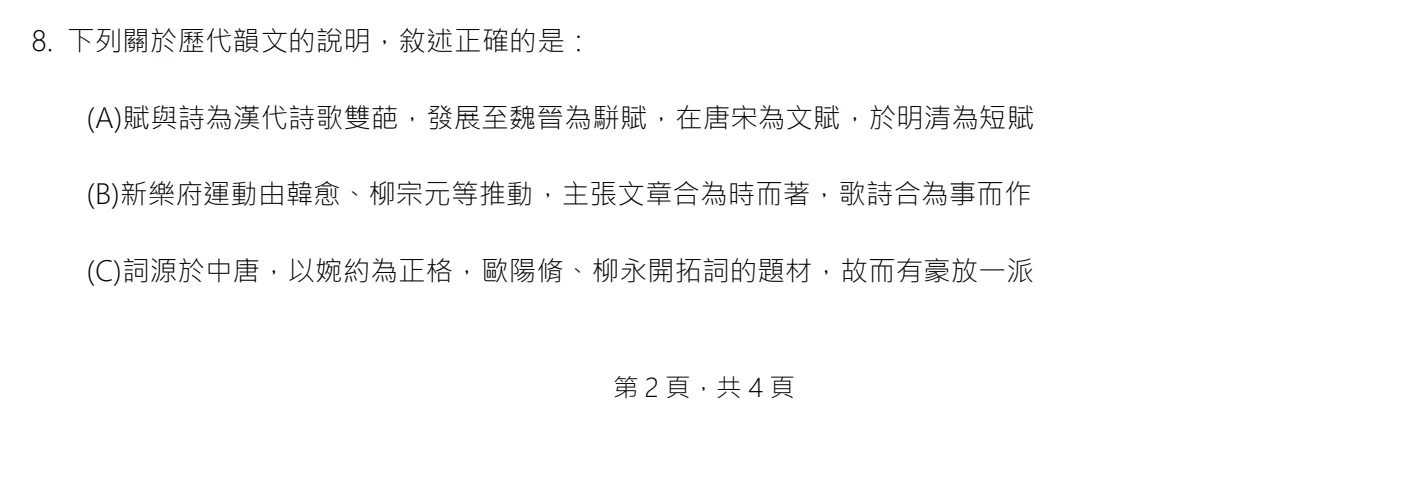 8. 下列關於歷代韻文的說明，敘述正確的是：
(A)賦與詩為漢代詩歌雙葩，發展至魏晉為駢賦，在唐宋為文賦，於明清為短賦
(B)新樂府運動由韓愈、柳宗元等推動，主張文章合為時而著，歌詩合為事而作
(C)詞源於中唐，以婉約為正格，歐陽脩、柳永開拓詞的題材，故而有豪放一派
第 2 頁，共 4 頁